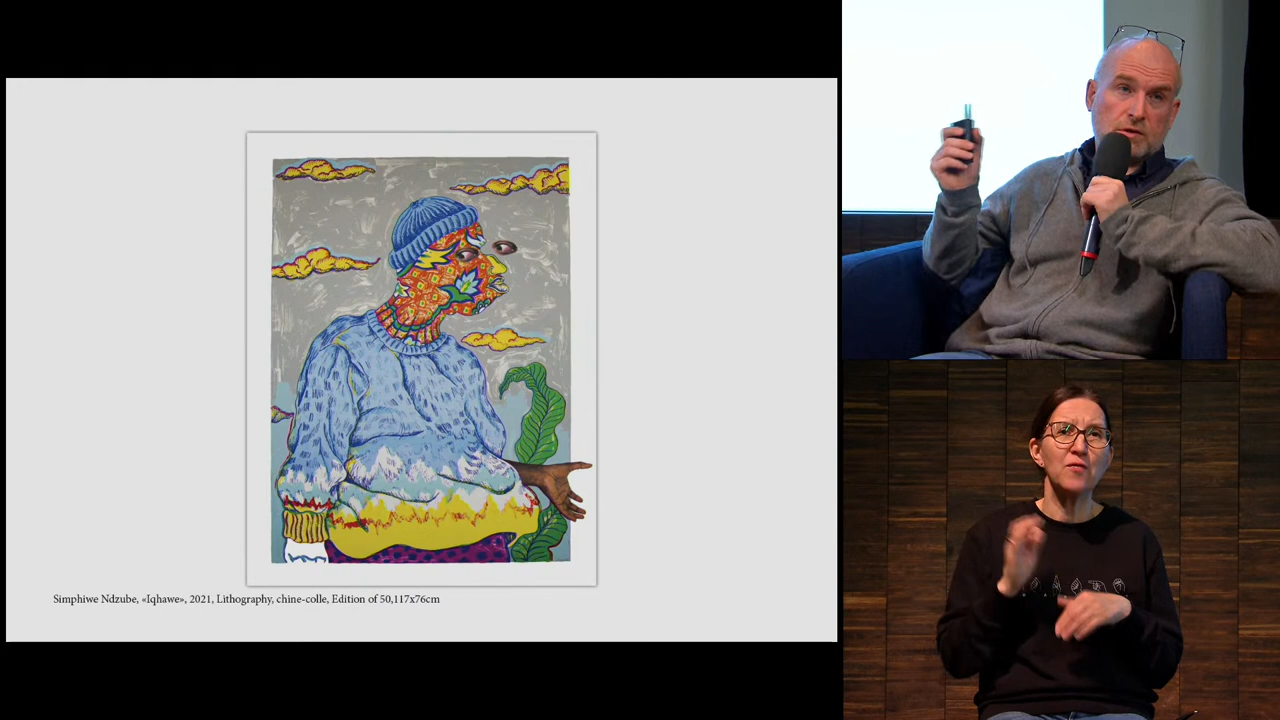 Simphiwe Ndzube, «Iqhawe», 2021, Lithography, chine-colle, Edition of 50,117x76cm